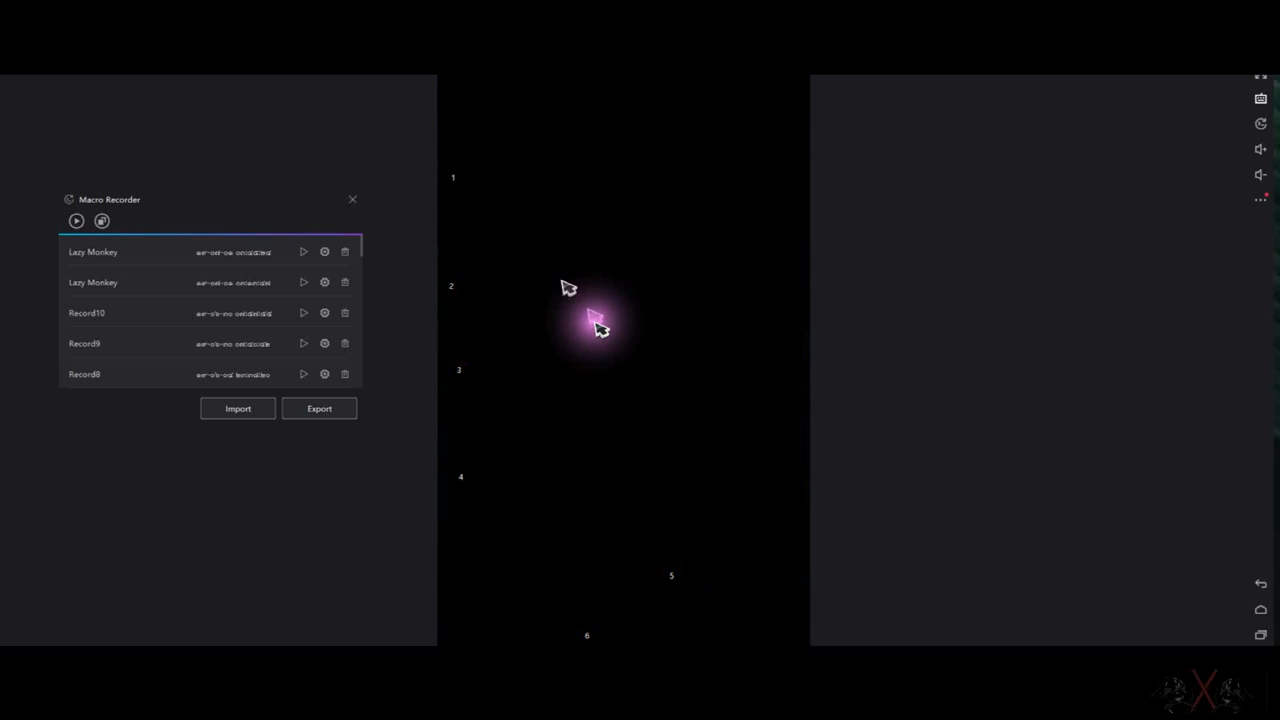 Macro Recorder
Lazy Monkey
Lazy Monkey
Record10
Record9
Record8
Import Export
1
2
3
4
5
6
X